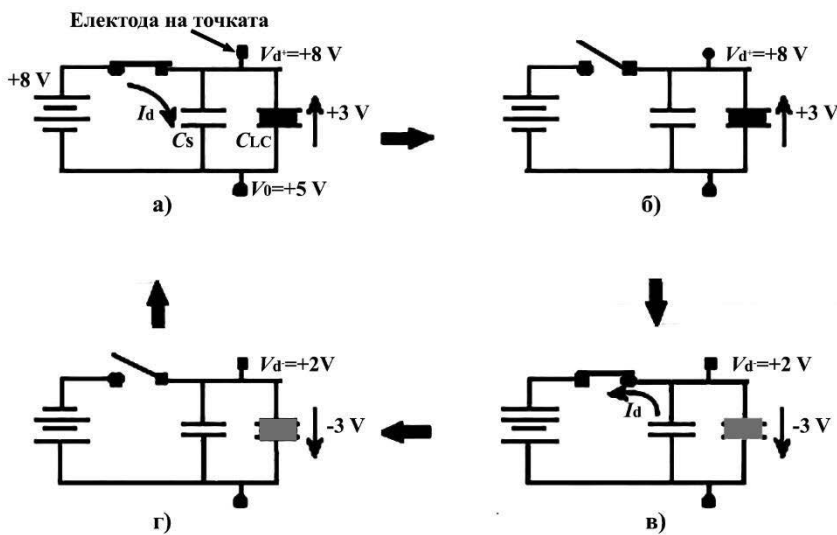 Електода на точката
Vd+=+8 V
+8 V
Id
+3 V
Cs
CLC
V0=+5 V
а)
Vd+=+8 V
+3 V
б)
Vd-=+2V
-3 V
г)
Vd-=+2 V
Id
-3 V
в)